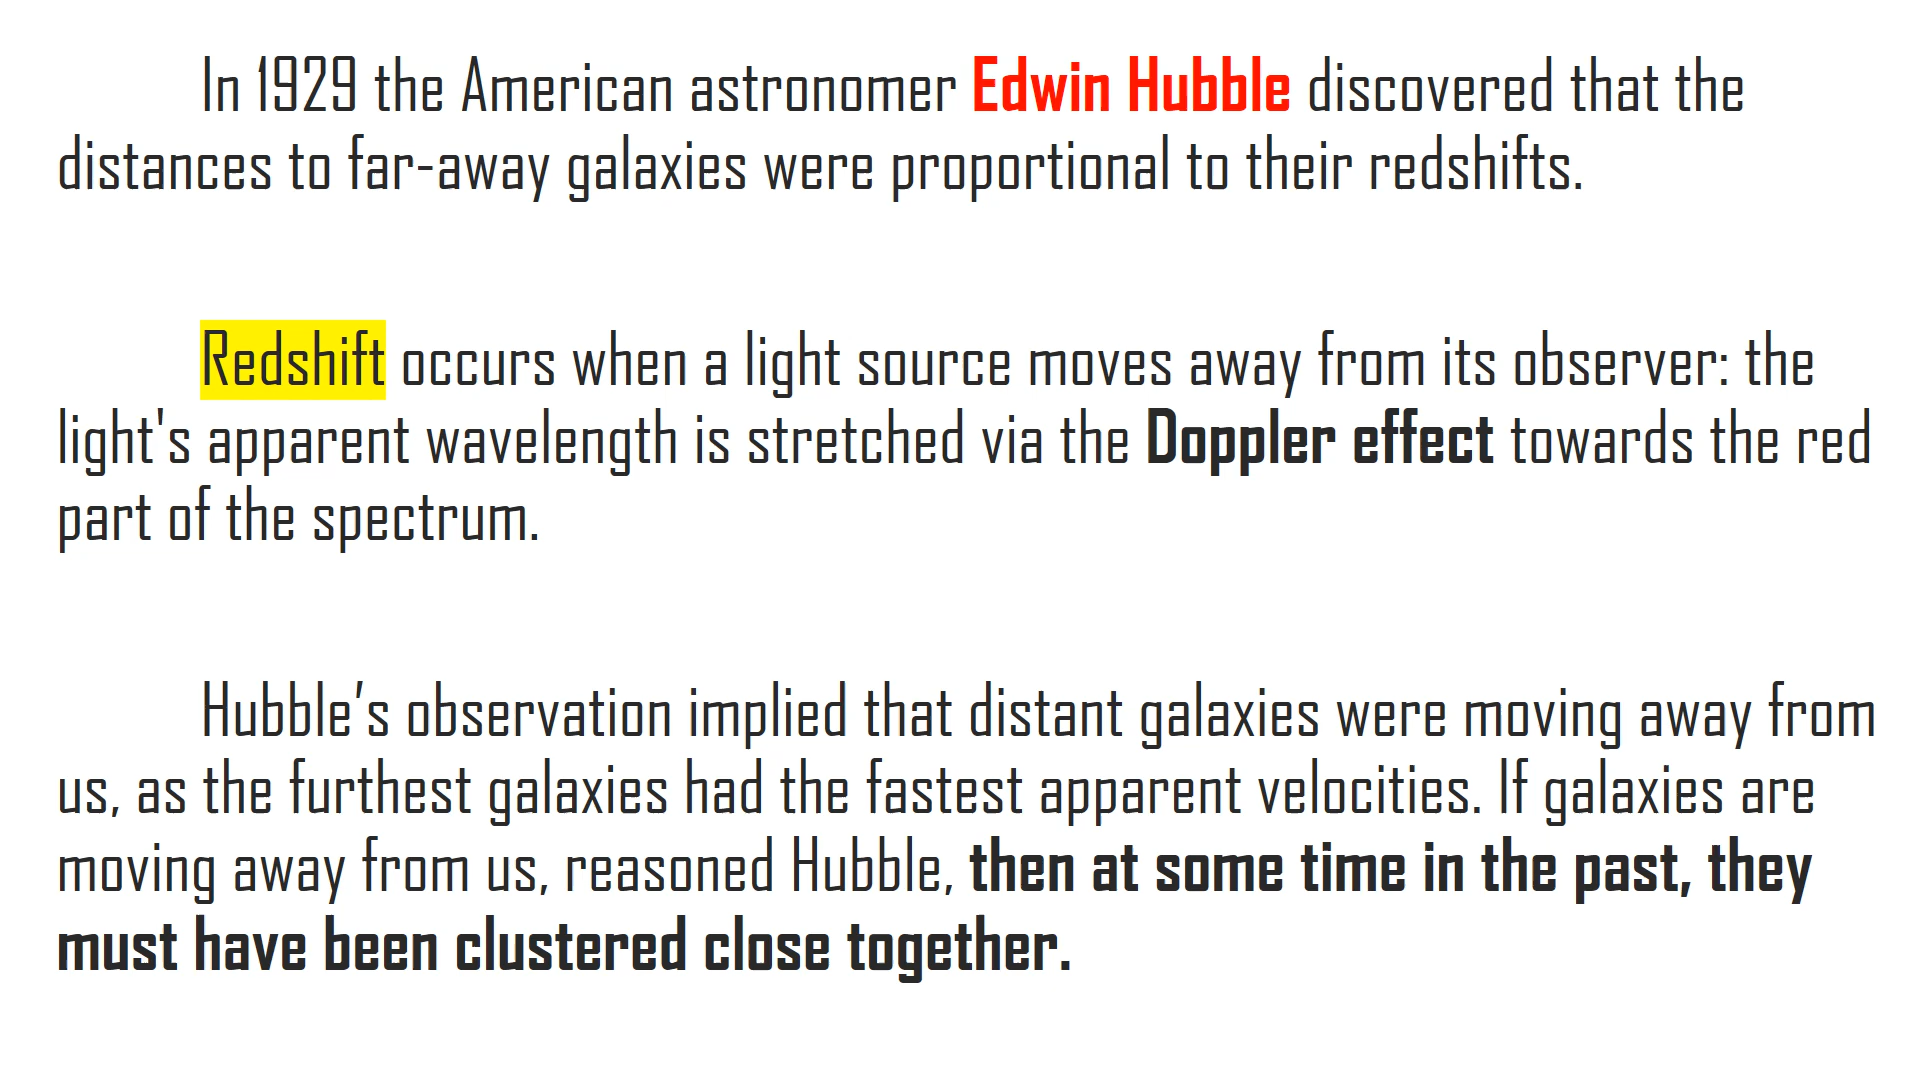 In 1929 the American astronomer Edwin Hubble discovered that the
distances to far-away galaxies were proportional to their redshifts.
Redshift occurs when a light source moves away from its observer: the
light's apparent wavelength is stretched via the Doppler effect towards the red
part of the spectrum.
Hubble’s observation implied that distant galaxies were moving away from
us, as the furthest galaxies had the fastest apparent velocities. If galaxies are
moving away from us, reasoned Hubble, then at some time in the past, they
must have been clustered close together.